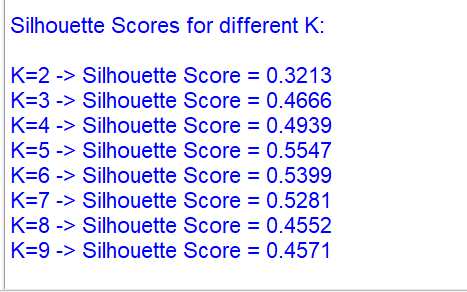 Silhouette Scores for different K:
K=2 -> Silhouette Score = 0.3213
K=3 -> Silhouette Score = 0.4666
K=4 -> Silhouette Score = 0.4939
K=5 -> Silhouette Score = 0.5547
K=6 -> Silhouette Score = 0.5399
K=7 -> Silhouette Score = 0.5281
K=8 -> Silhouette Score = 0.4552
K=9 -> Silhouette Score = 0.4571